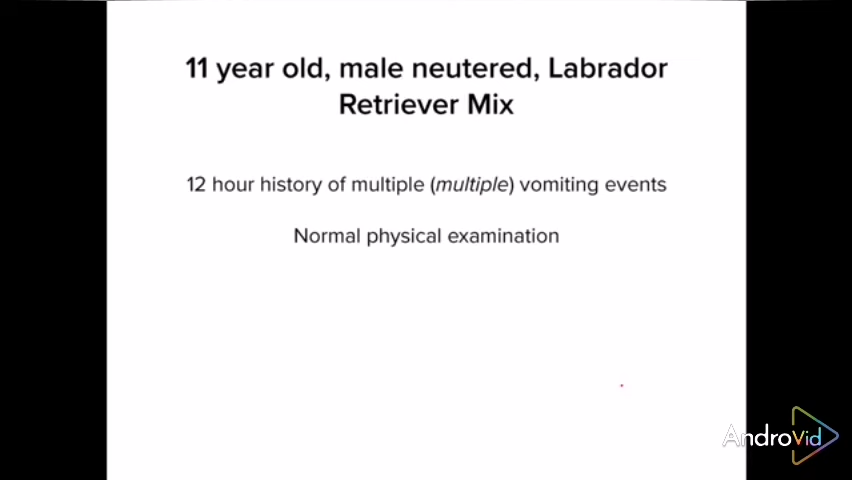 11 year old, male neutered, Labrador
Retriever Mix
12 hour history of multiple (multiple) vomiting events
Normal physical examination
AndroVid